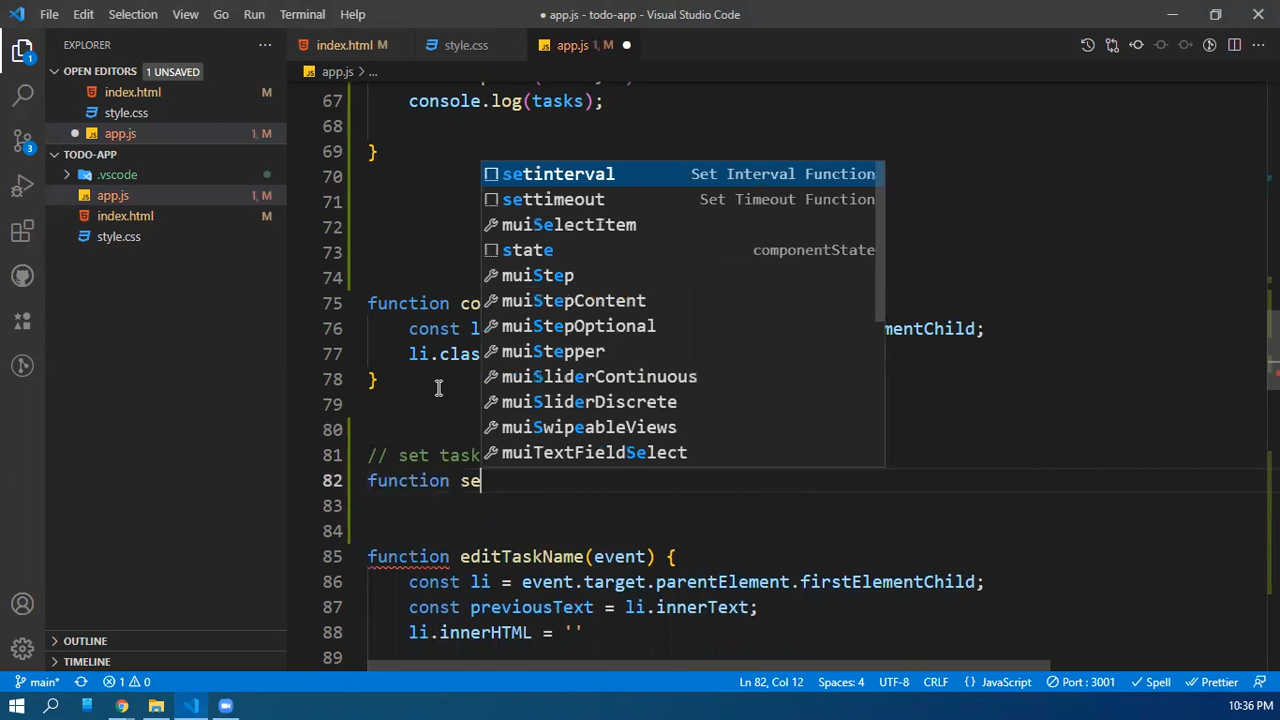 File Edit Selection View Go Run Terminal Help
● app.js - todo-app - Visual Studio Code
EXPLORER
index.html M
style.css
app.js 1, M
app.js > ...
OPEN EDITORS 1 UNSAVED
index.html M
style.css
app.js 1, M
TODO-APP
.vscode
app.js 1, M
index.html M
style.css
OUTLINE
TIMELINE
1
3
67 console.log(tasks);
68
69 }
70
71
72
73
74
75 function co
76 const l ementChild;
77 li.clas
78 }
79
80
81 // set task
82 function se
83
84
85 function editTaskName(event) {
86 const li = event.target.parentElement.firstElementChild;
87 const previousText = li.innerText;
88 li.innerHTML = ''
89
setinterval Set Interval Function
settimeout Set Timeout Function
muiSelectItem
state componentState
muiStep
muiStepContent
muiStepOptional
muiStepper
muiSliderContinuous
muiSliderDiscrete
muiSwipeableViews
muiTextFieldSelect
main* 1 0 Ln 82, Col 12 Spaces: 4 UTF-8 CRLF {} JavaScript Port : 3001 Spell Prettier
10:36 PM